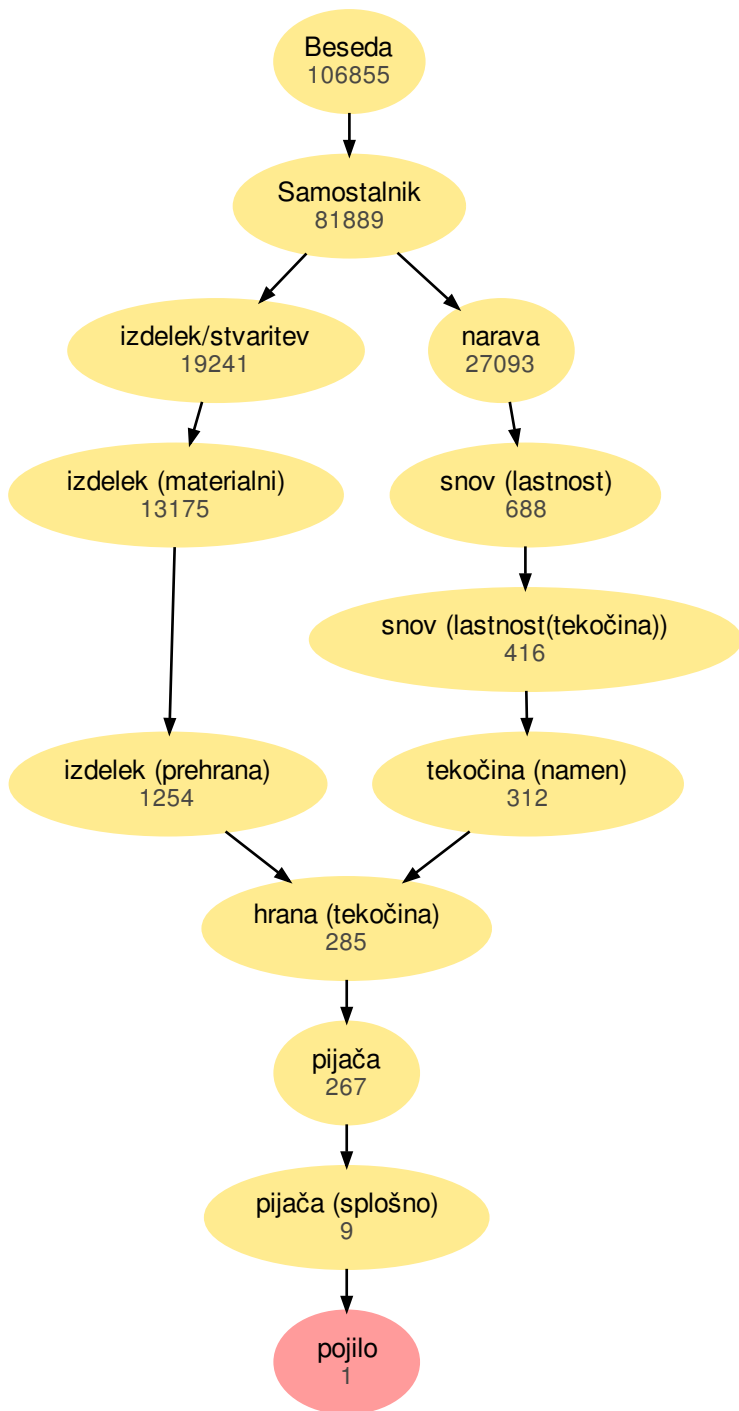 Beseda
106855
Samostalnik
81889
izdelek/stvaritev
19241
narava
27093
izdelek (materialni)
13175
snov (lastnost)
688
snov (lastnost(tekočina))
416
izdelek (prehrana)
1254
tekočina (namen)
312
hrana (tekočina)
285
pijača
267
pijača (splošno)
9
pojilo
1